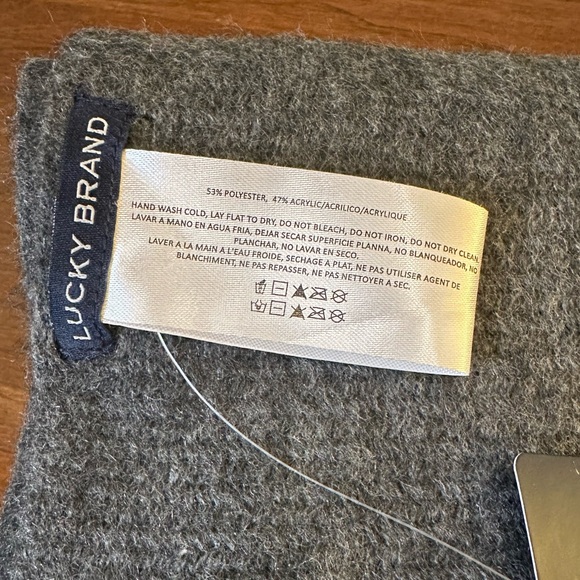 LUCKY BRAND
53% POLYESTER, 47% ACRYLIC/ACRILICO/ACRYLIQUE
HAND WASH COLD, LAY FLAT TO DRY, DO NOT BLEACH, DO NOT IRON, DO NOT DRY CLEAN.
LAVAR A MANO EN AGUA FRIA, DEJAR SECAR SUPERFICIE PLANNA, NO BLANQUEADOR, NO
PLANCHAR, NO LAVAR EN SECO.
LAVER A LA MAIN A L'EAU FROIDE, SECHAGE A PLAT, NE PAS UTILISER AGENT DE
BLANCHIMENT, NE PAS REPASSER, NE PAS NETTOYER A SEC.